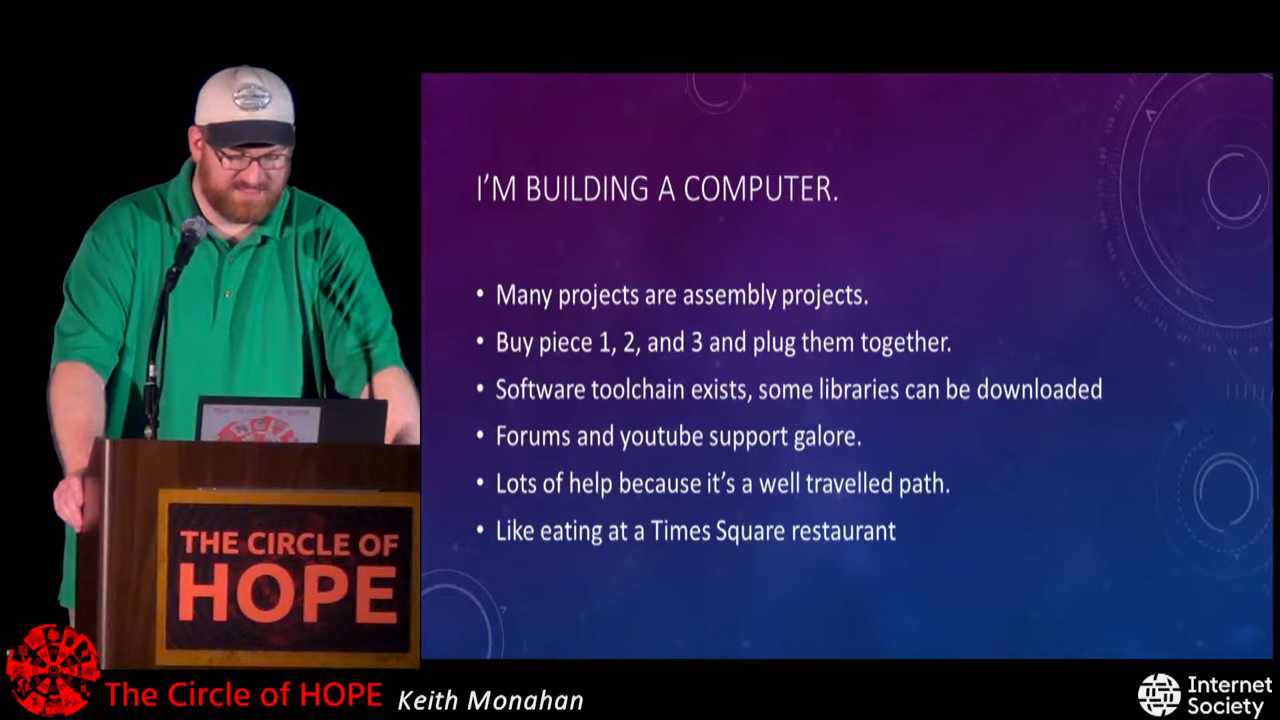 I'M BUILDING A COMPUTER.
• Many projects are assembly projects.
• Buy piece 1, 2, and 3 and plug them together.
• Software toolchain exists, some libraries can be downloaded
• Forums and youtube support galore.
• Lots of help because it's a well travelled path.
• Like eating at a Times Square restaurant
THE CIRCLE OF
HOPE
The Circle of HOPE
Keith Monahan
Internet
Society